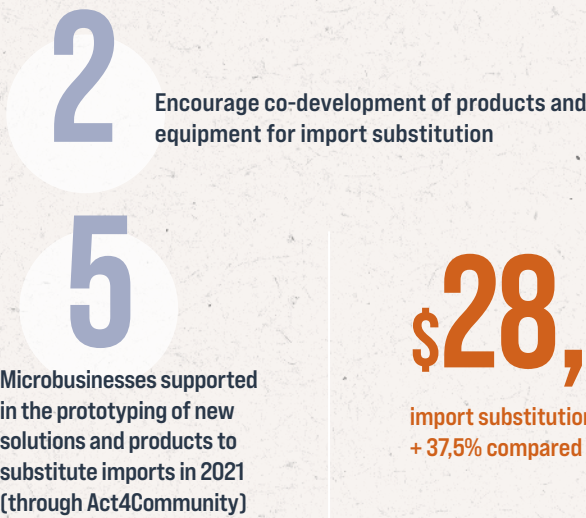 2
Encourage co-development of products and
equipment for import substitution
5
Microbusinesses supported
in the prototyping of new
solutions and products to
substitute imports in 2021
(through Act4Community)
$28,
import substitution
+ 37,5% compared